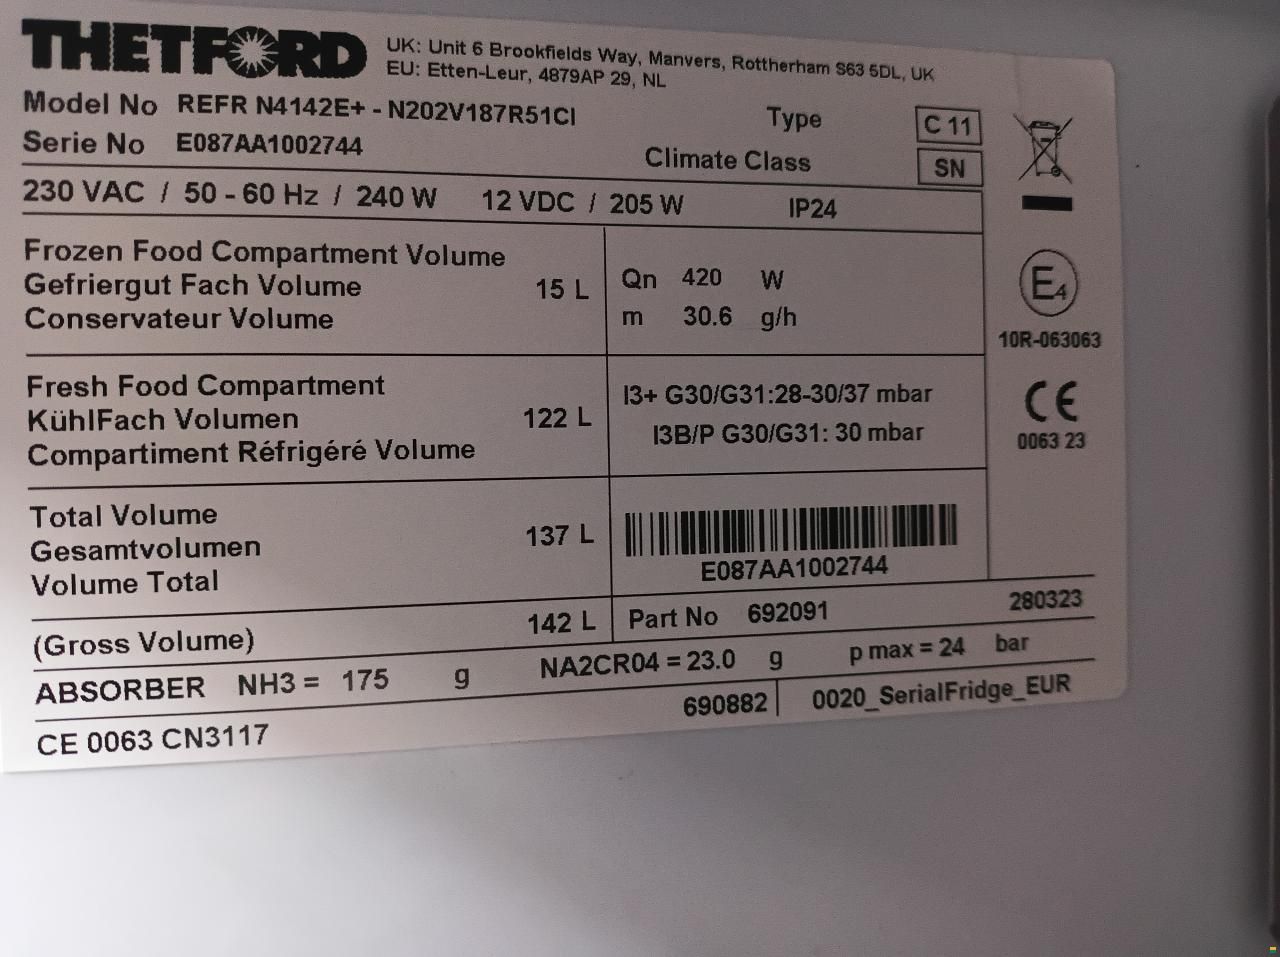 THETFORD
UK: Unit 6 Brookfields Way, Manvers, Rottherham S63 5DL, UK
EU: Etten-Leur, 4879AP 29, NL
Model No REFR N4142E+ - N202V187R51CI
Type C 11
Serie No E087AA1002744
Climate Class SN
230 VAC / 50 - 60 Hz / 240 W 12 VDC / 205 W IP24
Frozen Food Compartment Volume
Gefriergut Fach Volume 15 L
Conservateur Volume
Qn 420 W
m 30.6 g/h
E4
10R-063063
Fresh Food Compartment
KühlFach Volumen 122 L
Compartiment Réfrigéré Volume
I3+ G30/G31:28-30/37 mbar
I3B/P G30/G31: 30 mbar
CE
0063 23
Total Volume
Gesamtvolumen 137 L
Volume Total
E087AA1002744
(Gross Volume) 142 L
Part No 692091 280323
ABSORBER NH3 = 175 g NA2CR04 = 23.0 g p max = 24 bar
CE 0063 CN3117 690882 0020_SerialFridge_EUR